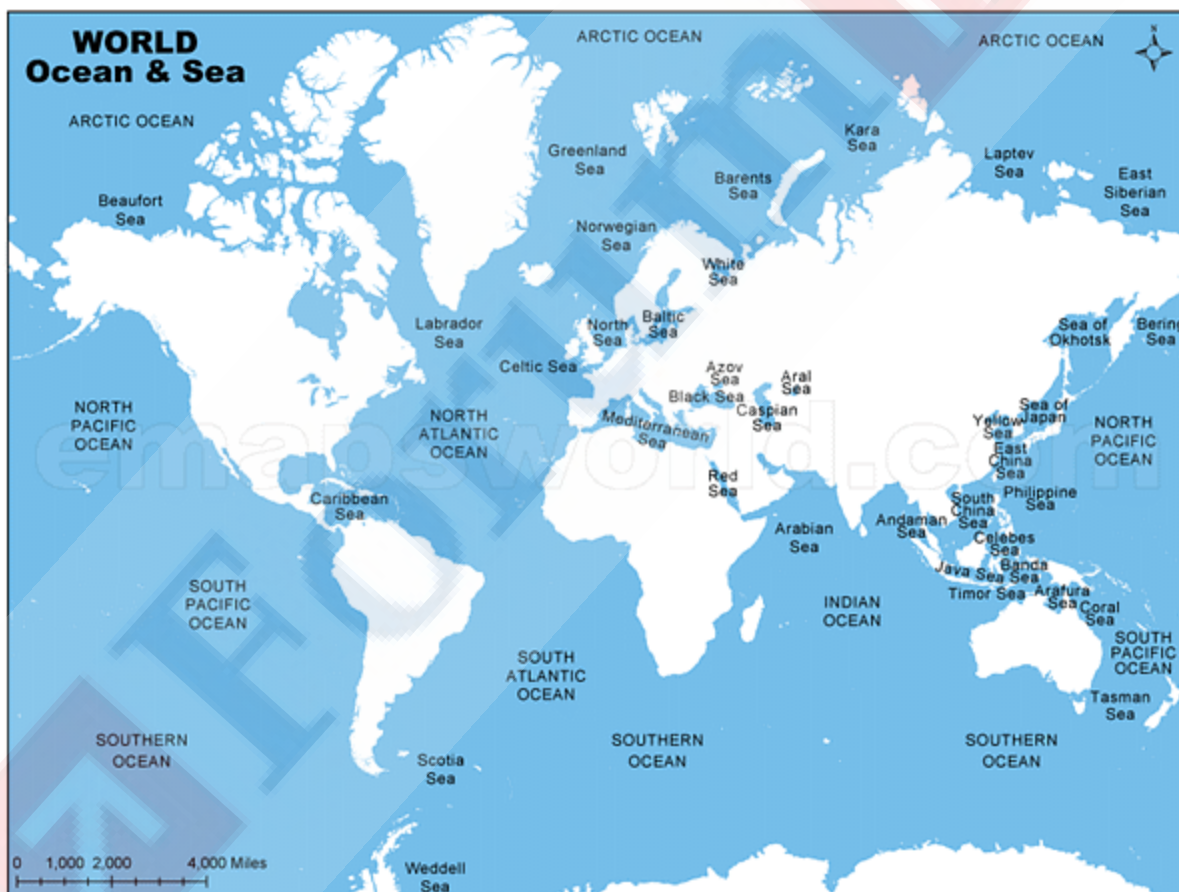 WORLD
Ocean & Sea
ARCTIC OCEAN
ARCTIC OCEAN
N
ARCTIC OCEAN
Kara
Sea
Greenland
Sea
Laptev
Sea
Barents
Sea
East
Siberian
Sea
Beaufort
Sea
Norwegian
Sea
White
Sea
Labrador
Sea
North
Sea
Baltic
Sea
Sea of
Okhotsk
Bering
Sea
Celtic Sea
Azov
Sea
Aral
Sea
Black Sea
Caspian
Sea
NORTH
PACIFIC
OCEAN
NORTH
ATLANTIC
OCEAN
Mediterranean
Sea
Sea of
Japan
Yellow
Sea
NORTH
PACIFIC
OCEAN
East
China
Sea
emapsworld.com
Red
Sea
Caribbean
Sea
Philippine
Sea
South
China
Sea
Andaman
Sea
Arabian
Sea
Celebes
Sea
Java Sea
Banda
Sea
Timor Sea
Arafura
Sea
Coral
Sea
SOUTH
PACIFIC
OCEAN
INDIAN
OCEAN
SOUTH
PACIFIC
OCEAN
SOUTH
ATLANTIC
OCEAN
Tasman
Sea
SOUTHERN
OCEAN
SOUTHERN
OCEAN
SOUTHERN
OCEAN
Scotia
Sea
0 1,000 2,000 4,000 Miles
Weddell
Sea